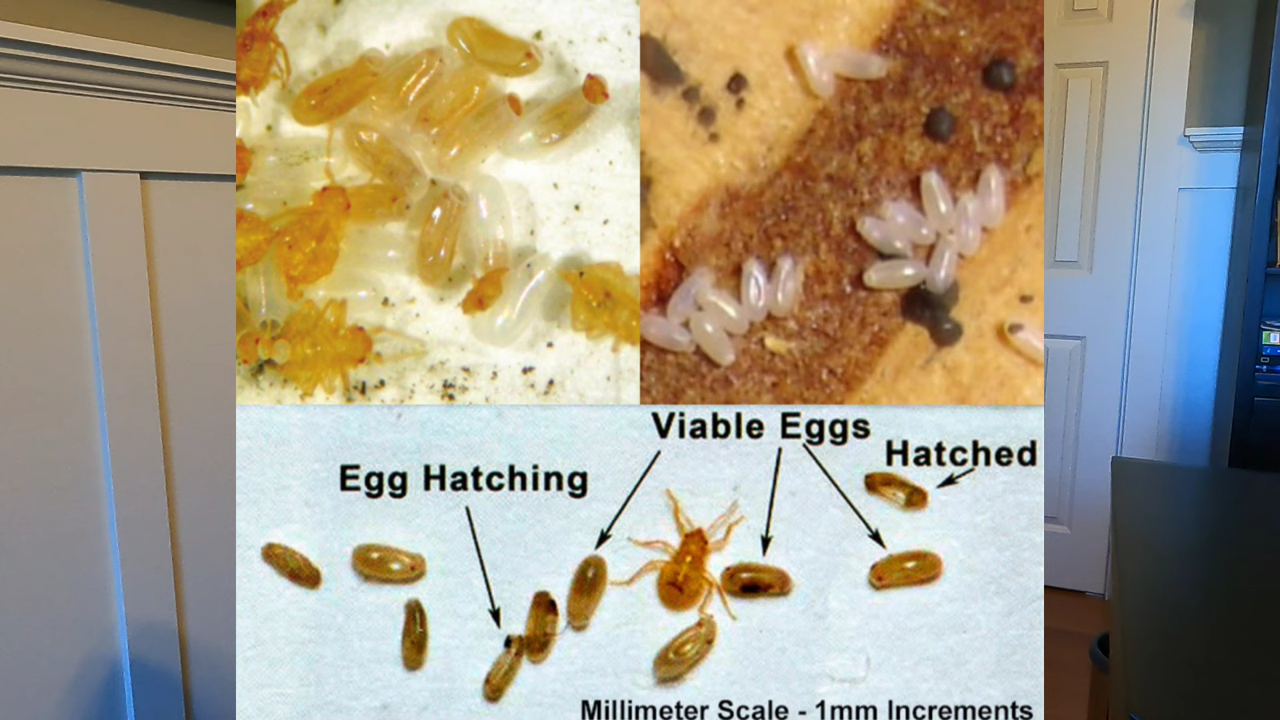 Viable Eggs
Hatched
Egg Hatching
Millimeter Scale - 1mm Increments